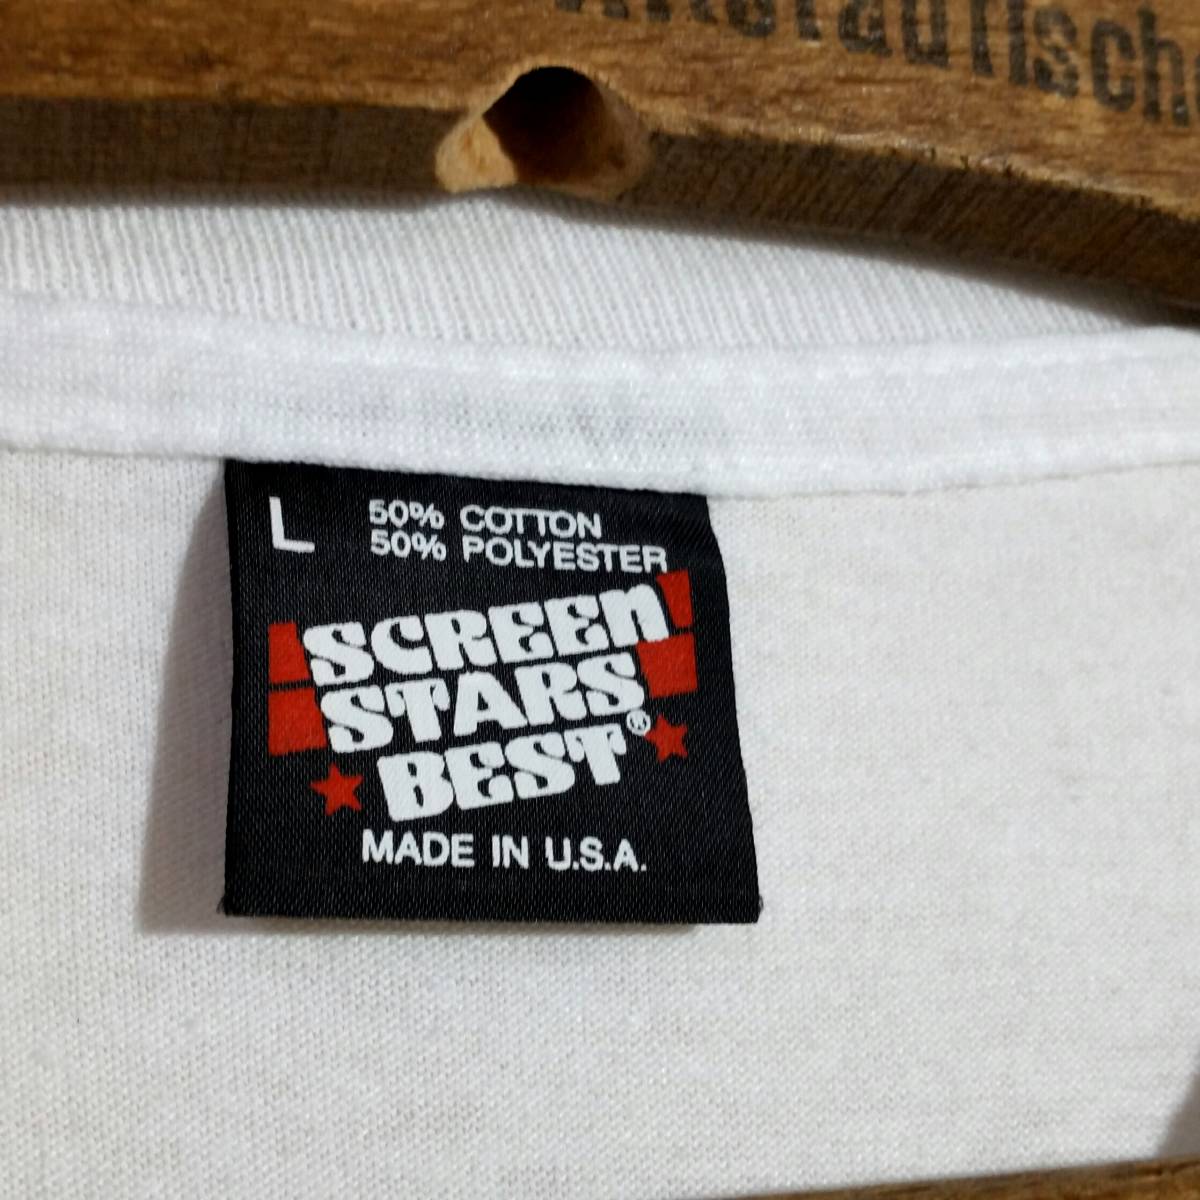 L
50% COTTON
50% POLYESTER
SCREEn
STARS
BEST®
MADE IN U.S.A.